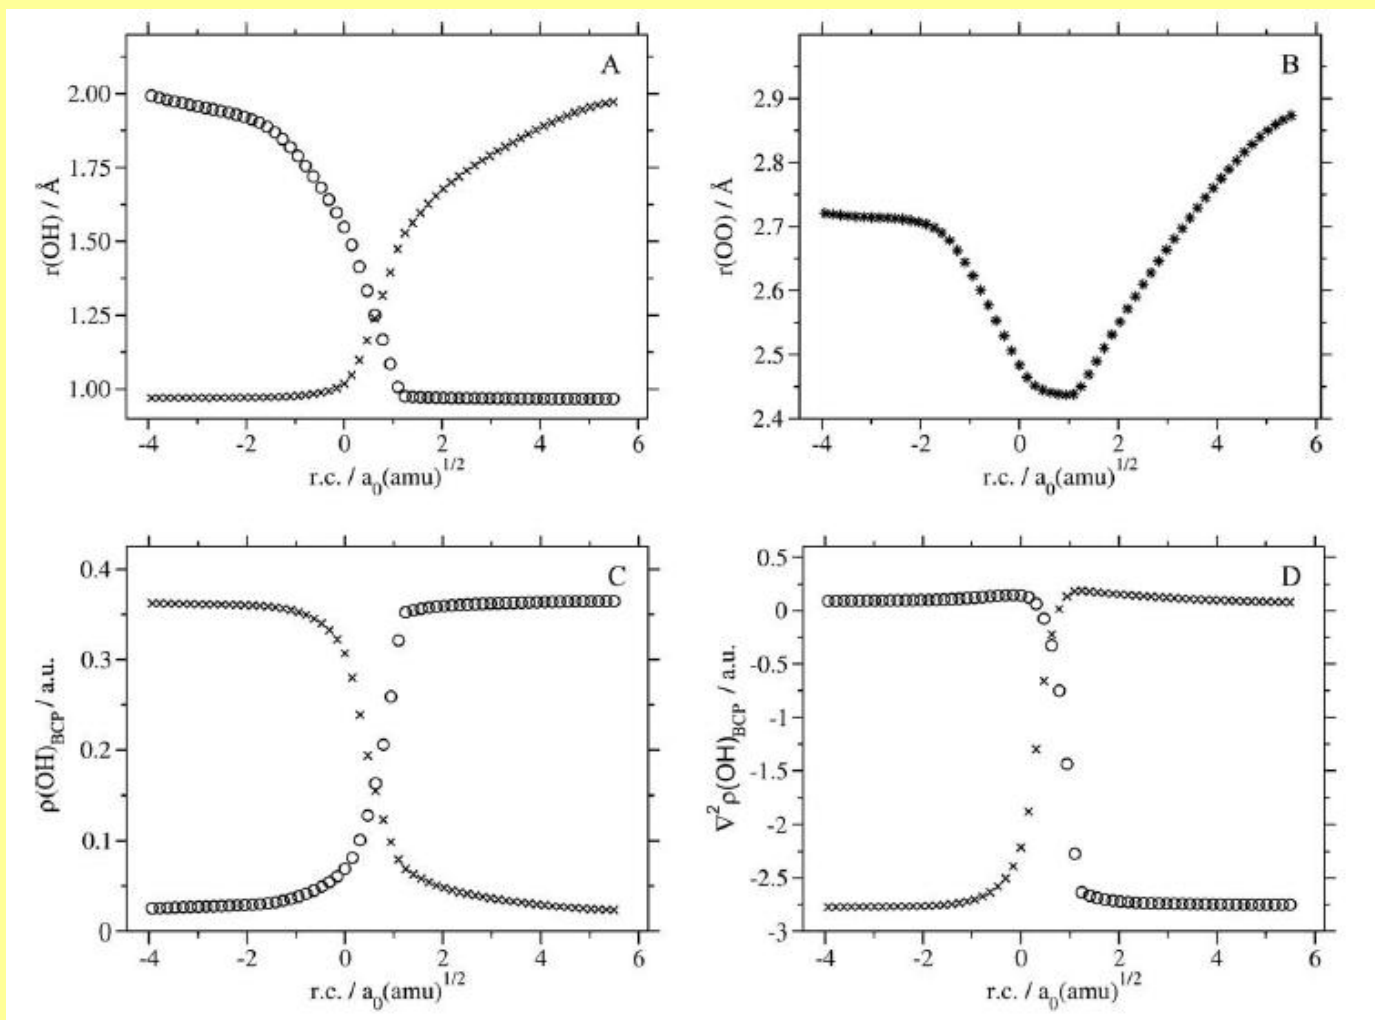 A
r(OH) / Å
2.00
1.75
1.50
1.25
1.00
-4 -2 0 2 4 6
r.c. / a₀(amu)^1/2
B
r(OO) / Å
2.9
2.8
2.7
2.6
2.5
2.4
-4 -2 0 2 4 6
r.c. / a₀(amu)^1/2
C
ρ(OH)BCP / a.u.
0.4
0.3
0.2
0.1
0
-4 -2 0 2 4 6
r.c. / a₀(amu)^1/2
D
∇²ρ(OH)BCP / a.u.
0.5
0
-0.5
-1
-1.5
-2
-2.5
-3
-4 -2 0 2 4 6
r.c. / a₀(amu)^1/2